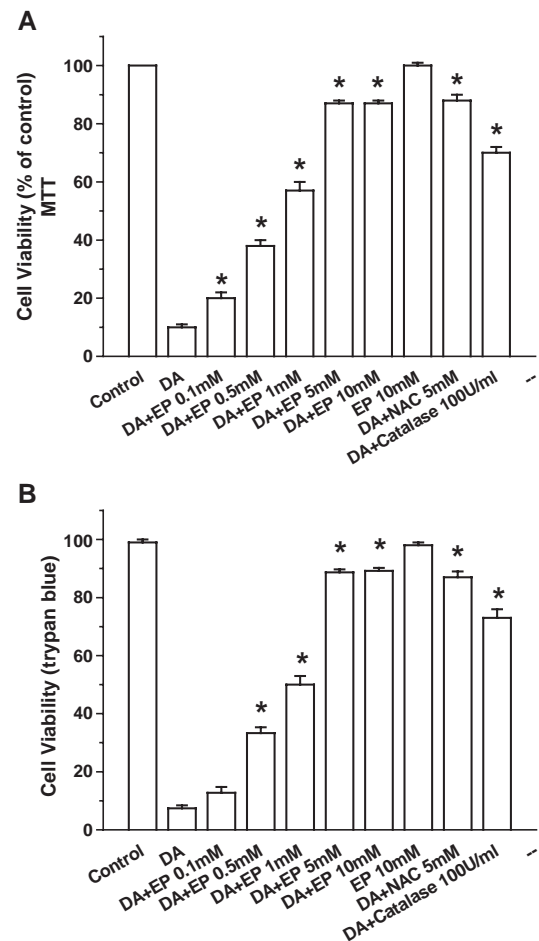 A
Cell Viability (% of control)
MTT
100
80
60
40
20
0
*
*
*
*
*
*
*
Control
DA
DA+EP 0.1mM
DA+EP 0.5mM
DA+EP 1mM
DA+EP 5mM
DA+EP 10mM
EP 10mM
DA+NAC 5mM
DA+Catalase 100U/ml
--
B
Cell Viability (trypan blue)
100
80
60
40
20
0
*
*
*
*
*
*
Control
DA
DA+EP 0.1mM
DA+EP 0.5mM
DA+EP 1mM
DA+EP 5mM
DA+EP 10mM
EP 10mM
DA+NAC 5mM
DA+Catalase 100U/ml
--